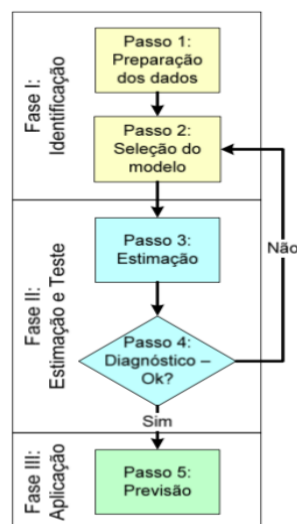 Fase I:
Identificação
Passo 1:
Preparação
dos dados
Passo 2:
Seleção do
modelo
Fase II:
Estimação e Teste
Passo 3:
Estimação
Passo 4:
Diagnóstico –
Ok?
Não
Sim
Fase III:
Aplicação
Passo 5:
Previsão